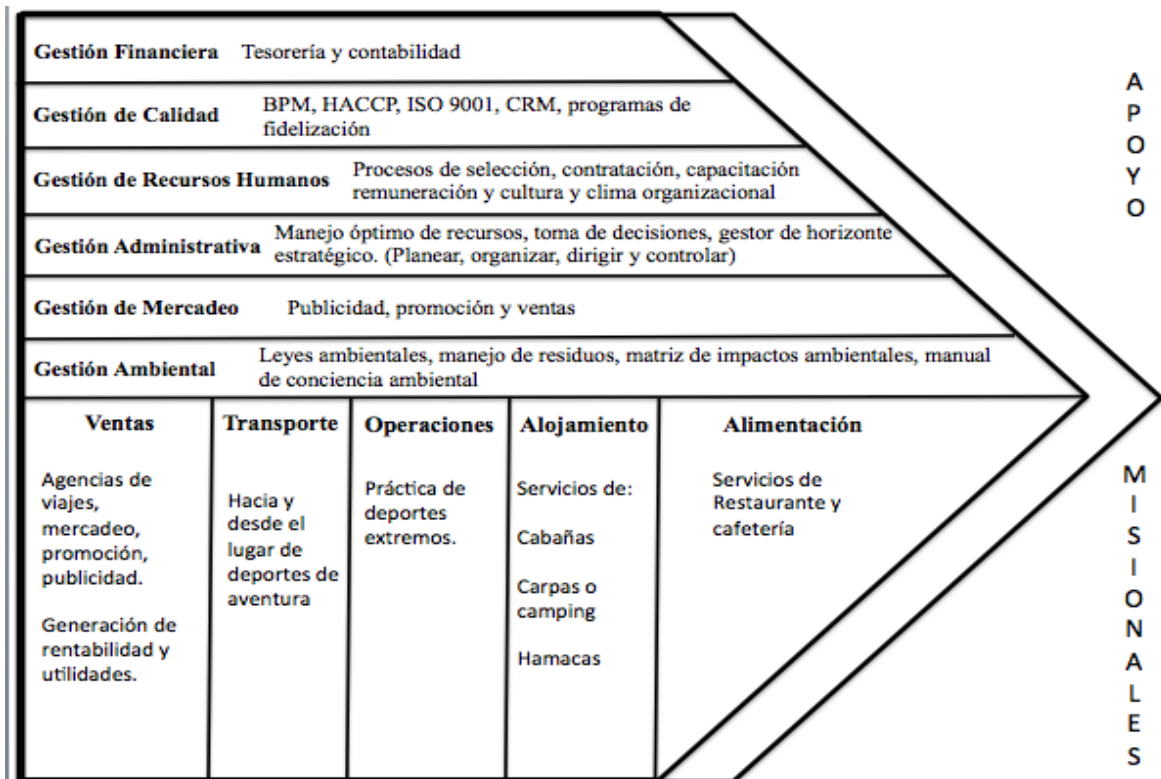 Gestión Financiera Tesorería y contabilidad
Gestión de Calidad BPM, HACCP, ISO 9001, CRM, programas de
fidelización
Gestión de Recursos Humanos Procesos de selección, contratación, capacitación
remuneración y cultura y clima organizacional
Gestión Administrativa Manejo óptimo de recursos, toma de decisiones, gestor de horizonte
estratégico. (Planear, organizar, dirigir y controlar)
Gestión de Mercadeo Publicidad, promoción y ventas
Gestión Ambiental Leyes ambientales, manejo de residuos, matriz de impactos ambientales, manual
de conciencia ambiental
APOYO
Ventas
Agencias de
viajes,
mercadeo,
promoción,
publicidad.
Generación de
rentabilidad y
utilidades.
Transporte
Hacia y
desde el
lugar de
deportes de
aventura
Operaciones
Práctica de
deportes
extremos.
Alojamiento
Servicios de:
Cabañas
Carpas o
camping
Hamacas
Alimentación
Servicios de
Restaurante y
cafetería
MISIONALES